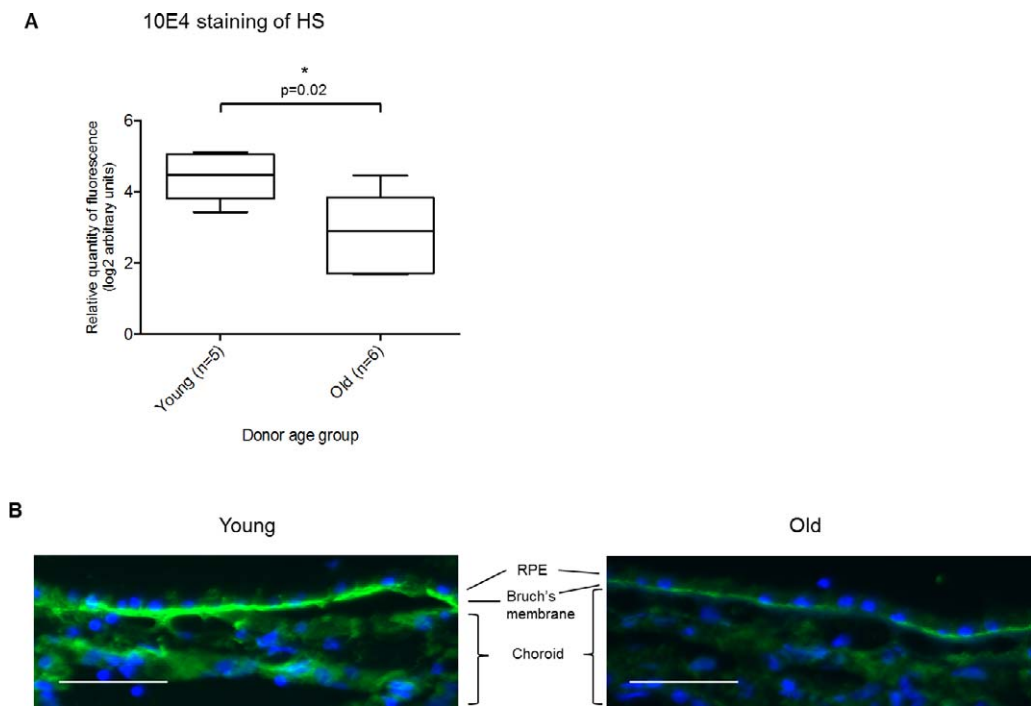 A
10E4 staining of HS
*
p=0.02
Relative quantity of fluorescence
(log2 arbitrary units)
6
4
2
0
Young (n=5)
Old (n=6)
Donor age group
B
Young
Old
RPE
Bruch's
membrane
Choroid